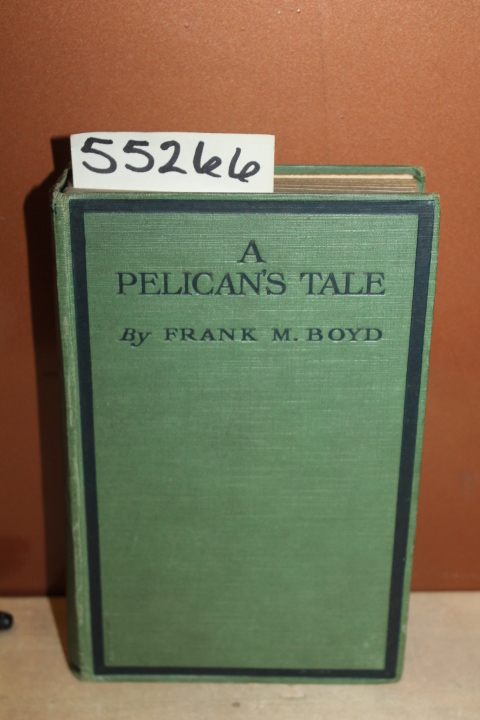 55266
A
PELICAN'S TALE
By FRANK M. BOYD